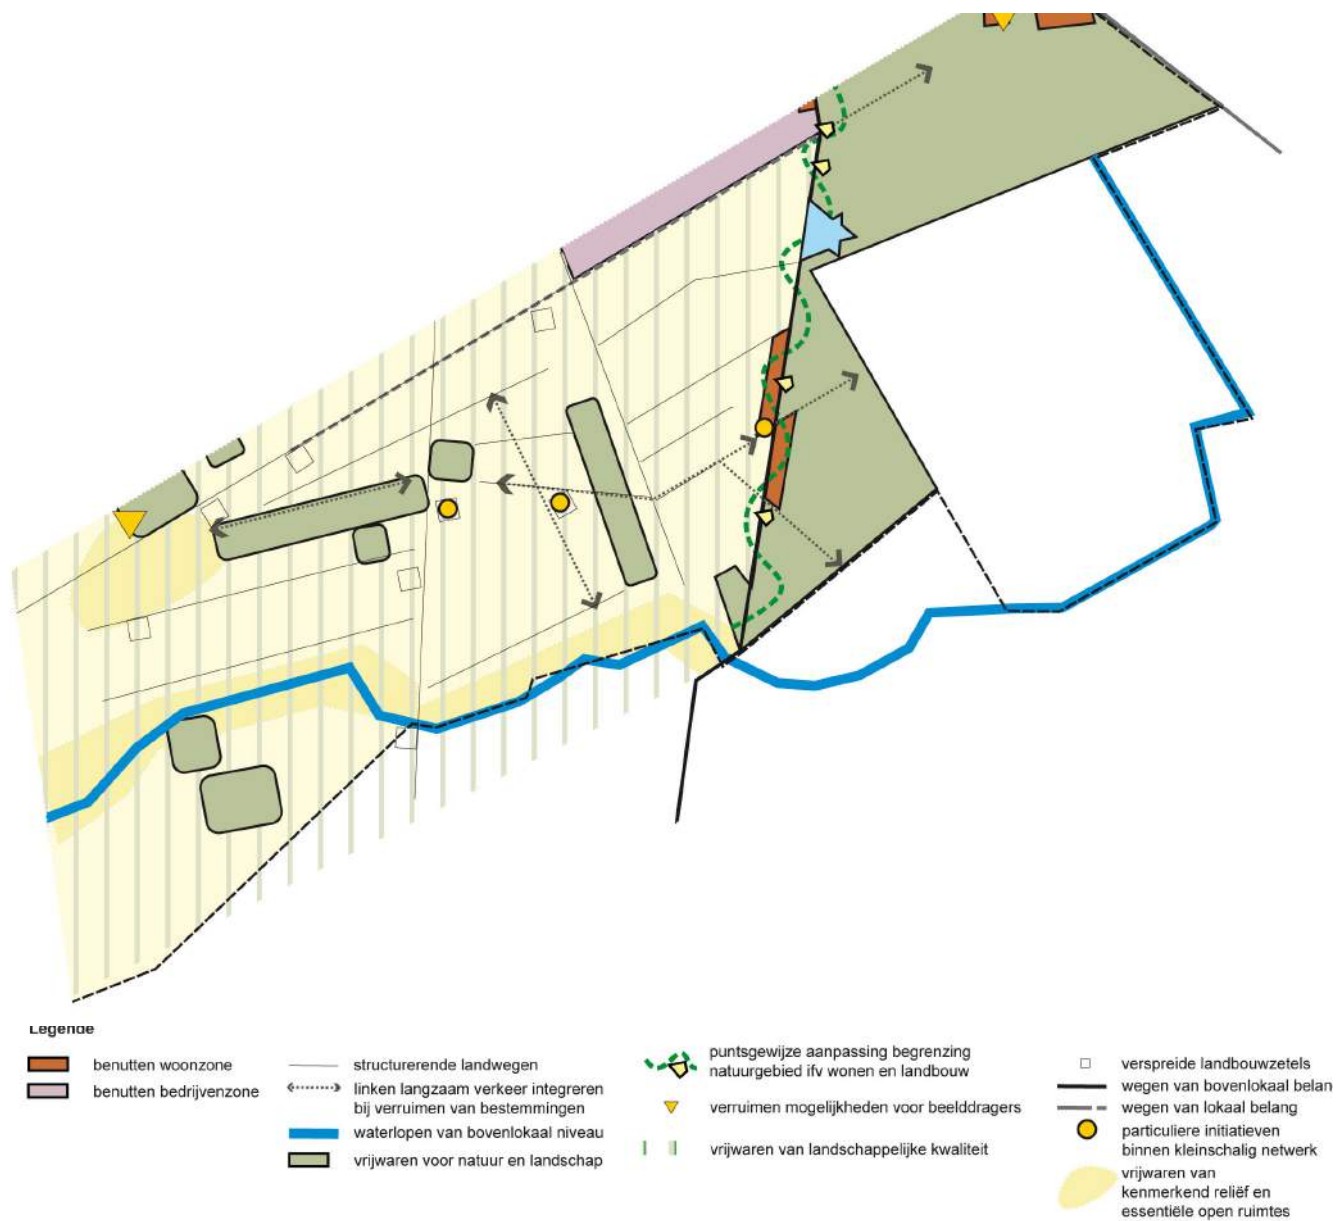 Legende
benutten woonzone
benutten bedrijvenzone
structurerende landwegen
linken langzaam verkeer integreren
bij verruimen van bestemmingen
waterlopen van bovenlokaal niveau
vrijwaren voor natuur en landschap
puntsgewijze aanpassing begrenzing
natuurgebied ifv wonen en landbouw
verruimen mogelijkheden voor beelddragers
vrijwaren van landschappelijke kwaliteit
verspreide landbouwzetels
wegen van bovenlokaal belan
wegen van lokaal belang
particuliere initiatieven
binnen kleinschalig netwerk
vrijwaren van
kenmerkend reliëf en
essentiële open ruimtes